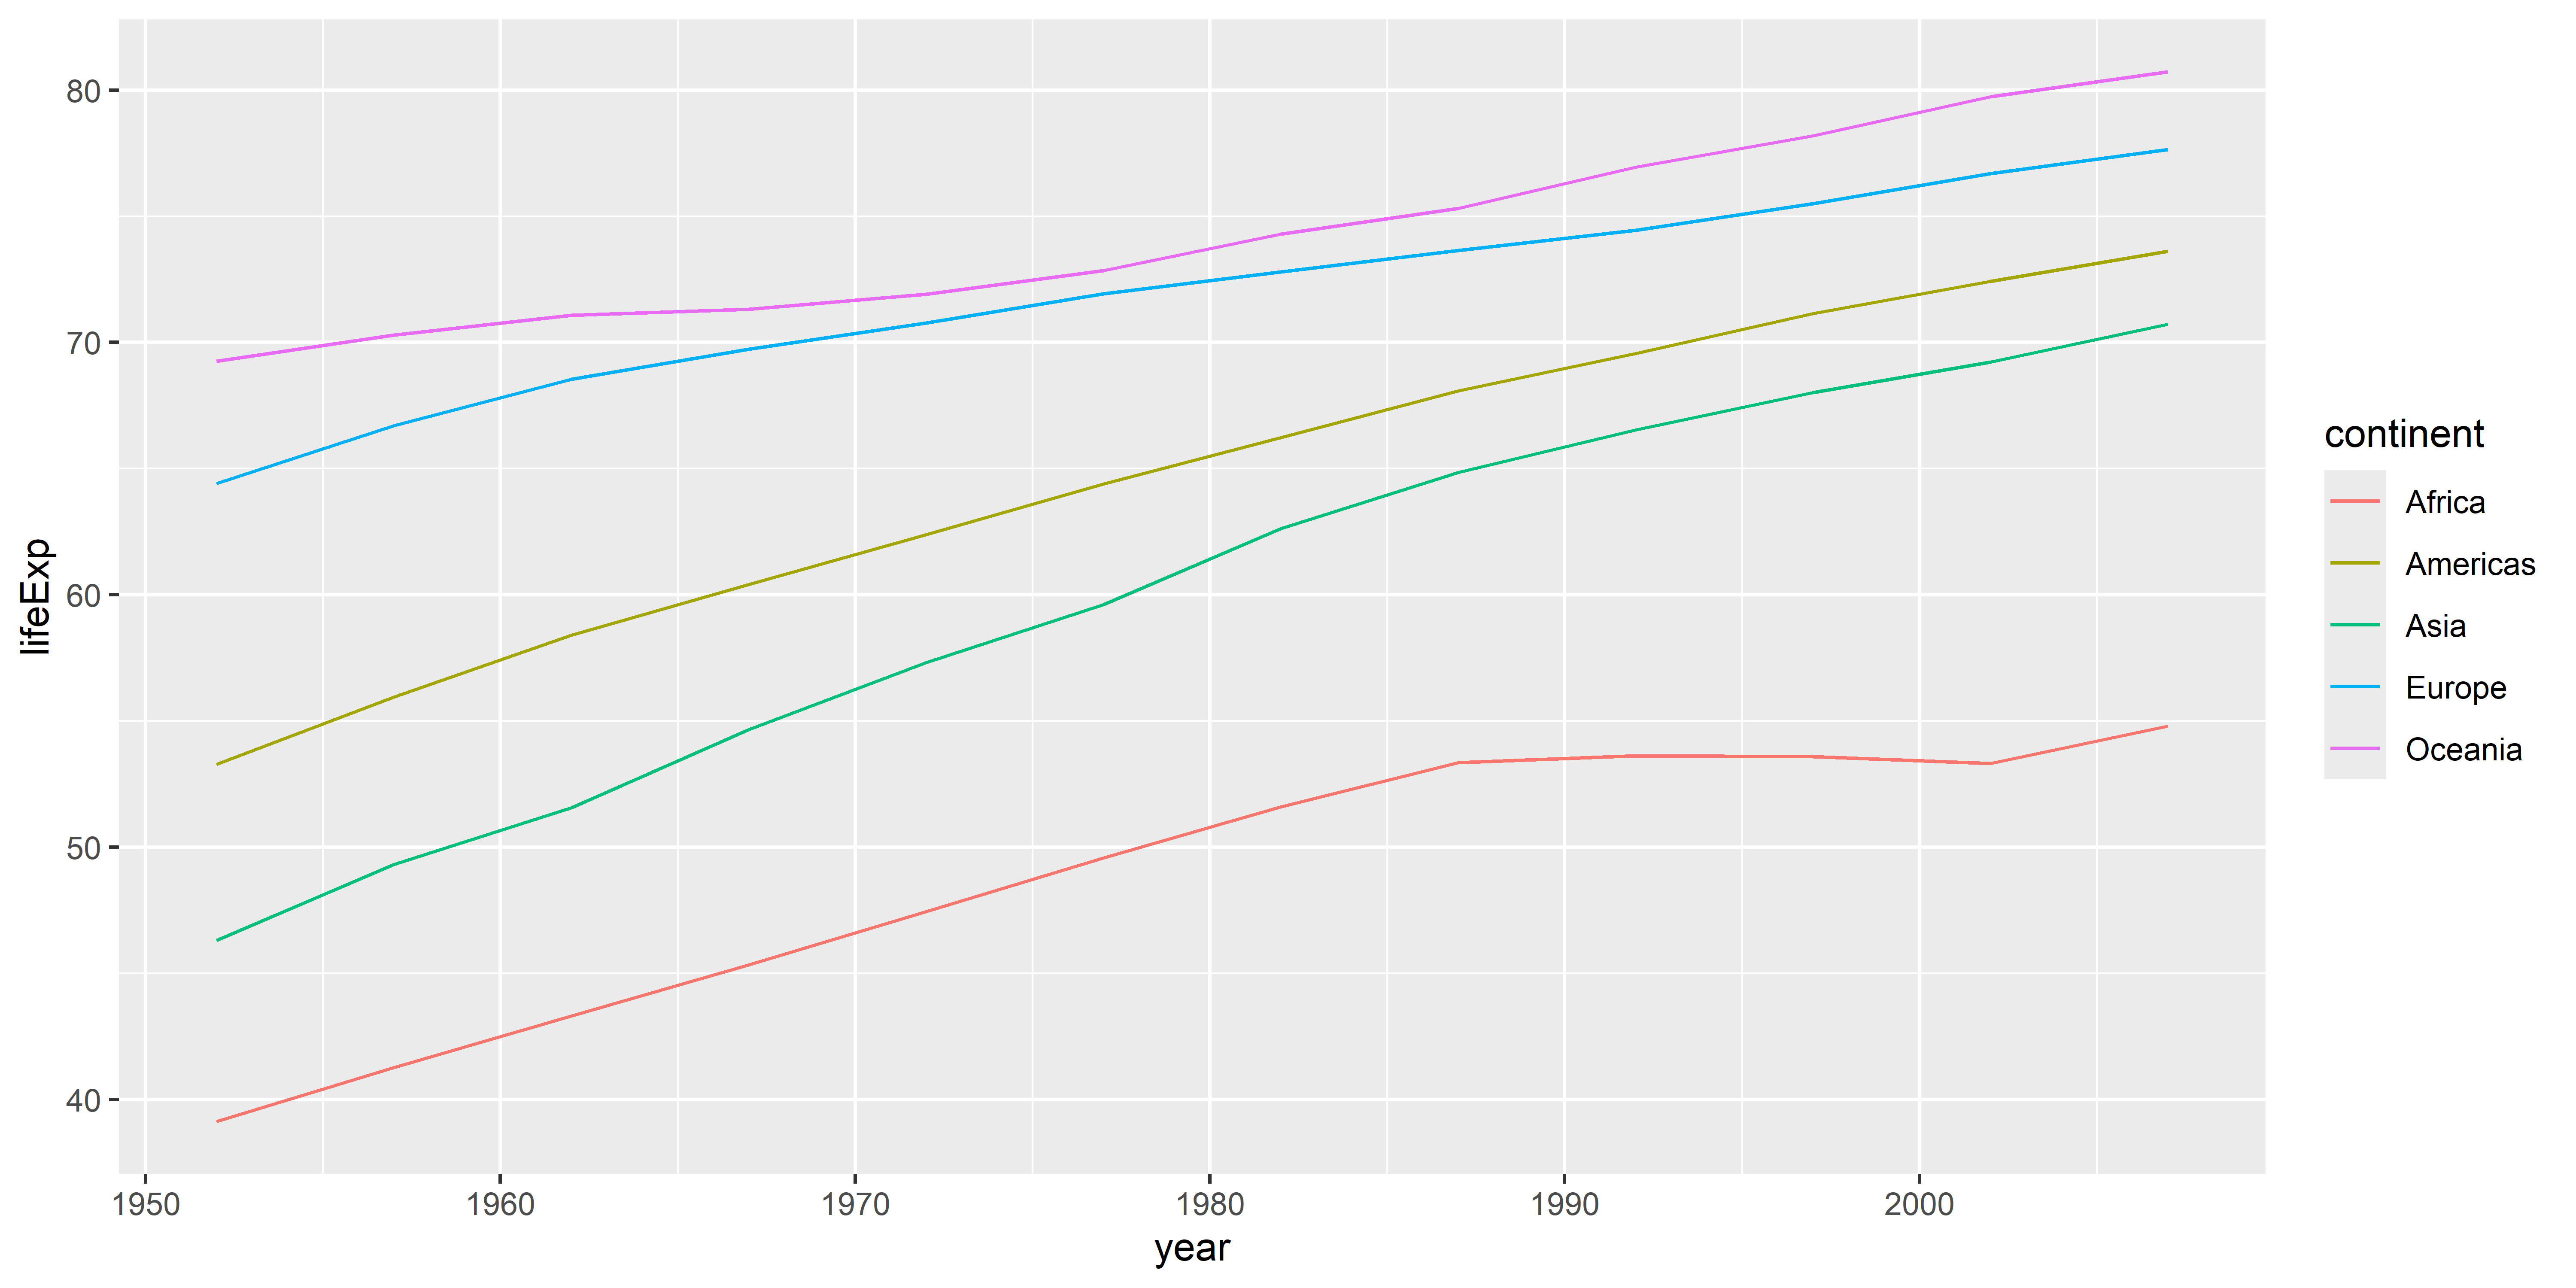 80
70
60
50
40
lifeExp
1950 1960 1970 1980 1990 2000
year
continent
Africa
Americas
Asia
Europe
Oceania